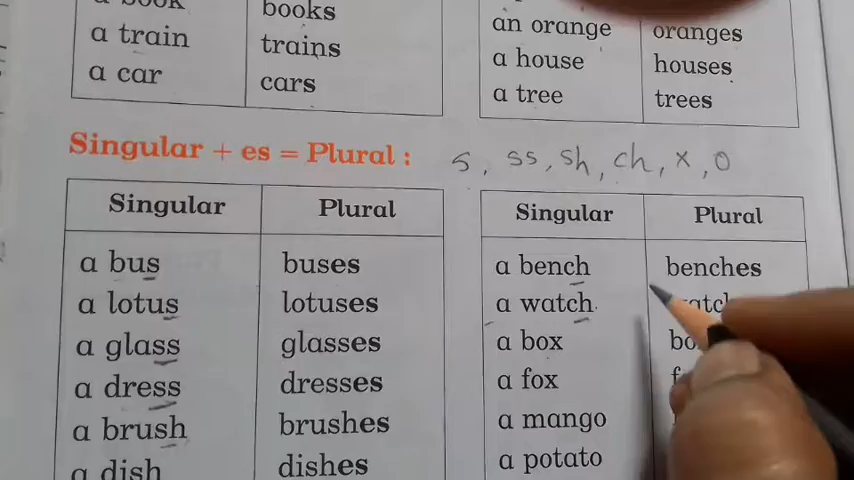 a book books
a train trains
a car cars
an orange oranges
a house houses
a tree trees
Singular + es = Plural : s, ss, sh, ch, x, o
Singular Plural
a bus buses
a lotus lotuses
a glass glasses
a dress dresses
a brush brushes
a dish dishes
Singular Plural
a bench benches
a watch
a box
a fox
a mango
a potato